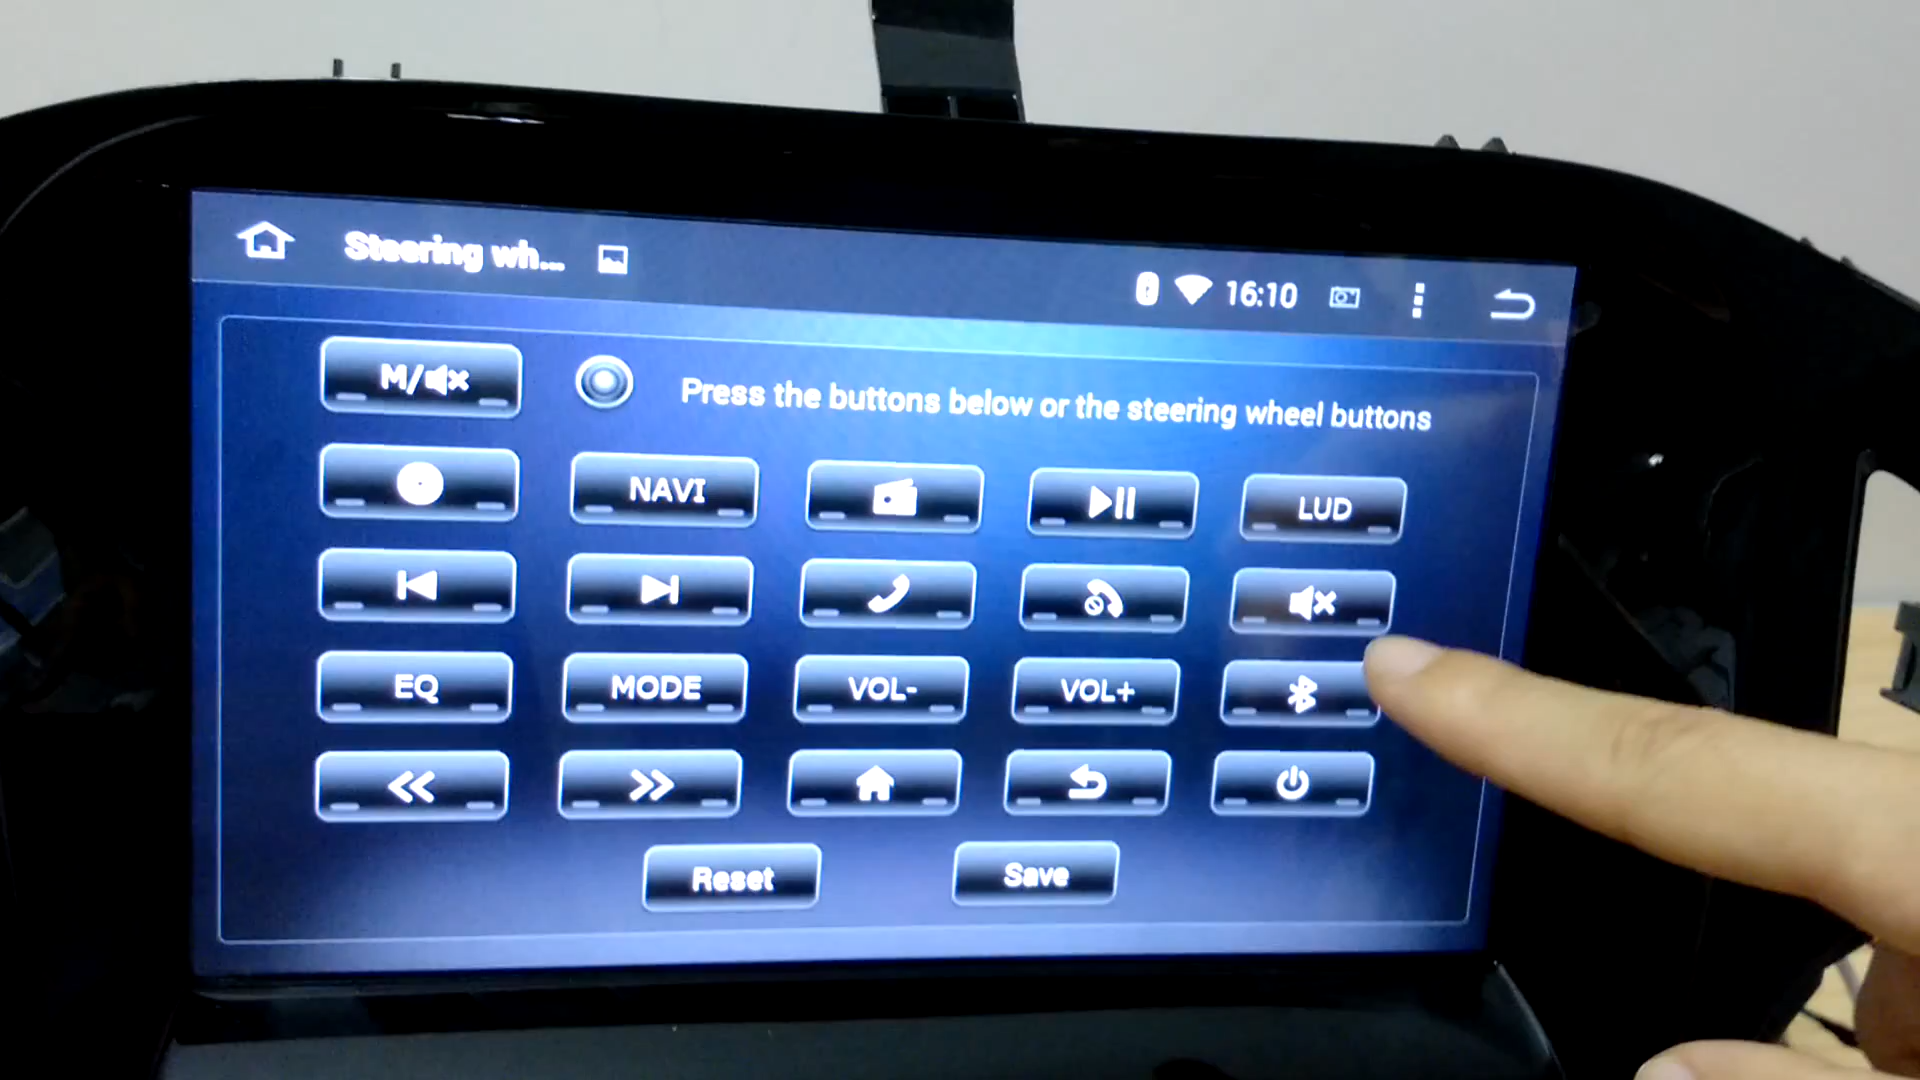 Steering wh...
16:10
M/
Press the buttons below or the steering wheel buttons
NAVI
LUD
EQ
MODE
VOL-
VOL+
Reset
Save